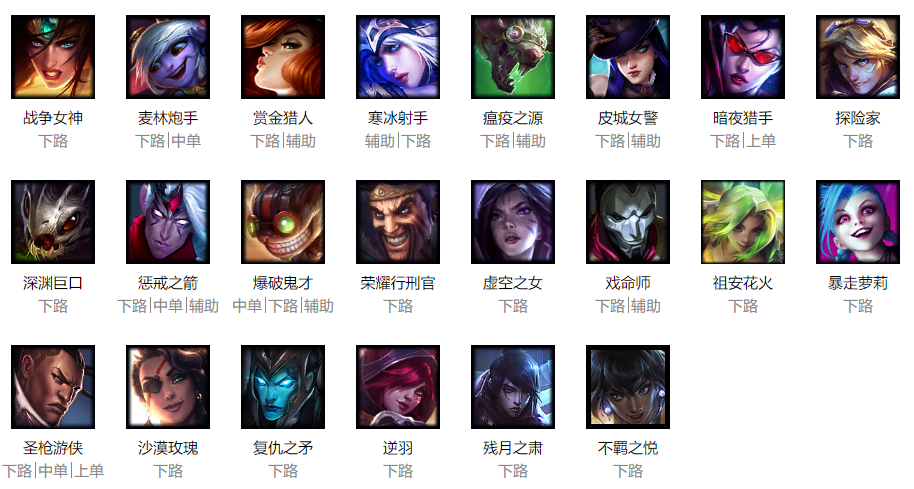 战争女神 麦林炮手 赏金猎人 寒冰射手 瘟疫之源 皮城女警 暗夜猎手 探险家
下路 下路|中单 下路|辅助 辅助|下路 下路|辅助 下路|辅助 下路|上单 下路
深渊巨口 惩戒之箭 爆破鬼才 荣耀行刑官 虚空之女 戏命师 祖安花火 暴走萝莉
下路 下路|中单|辅助 中单|下路|辅助 下路 下路 下路|辅助 下路 下路
圣枪游侠 沙漠玫瑰 复仇之矛 逆羽 残月之肃 不羁之悦
下路|中单|上单 下路 下路 下路 下路 下路